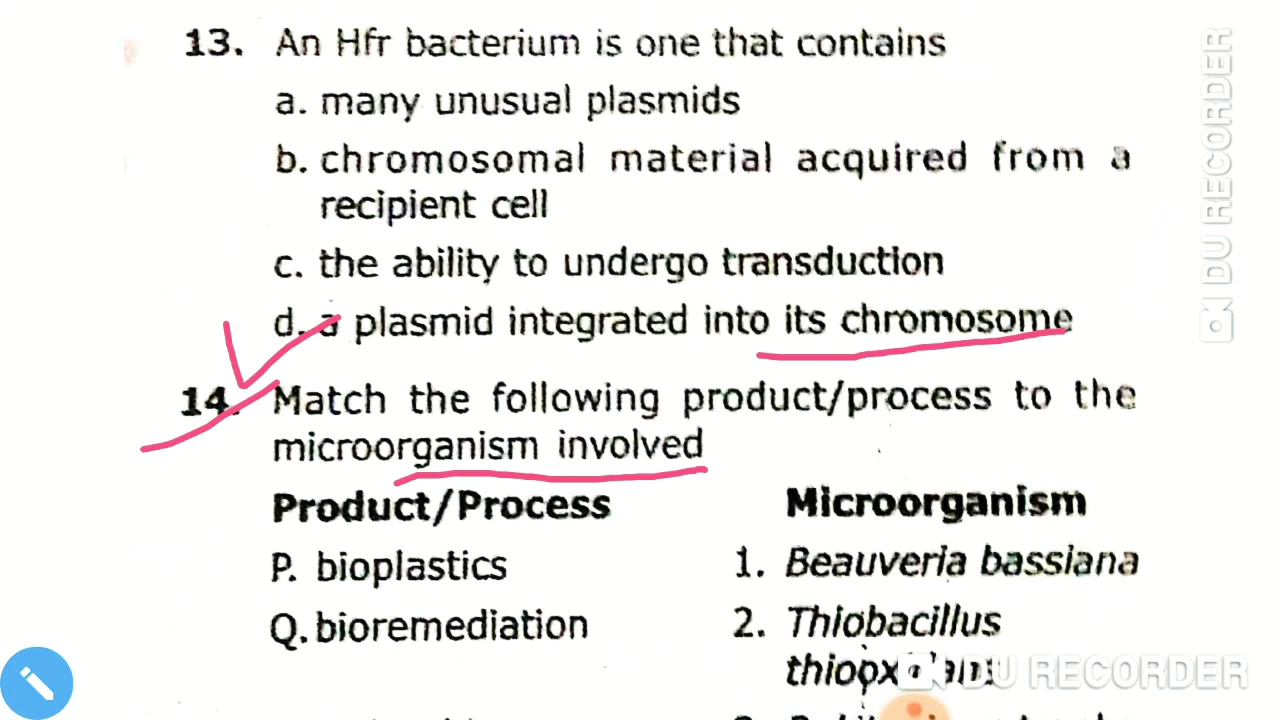 13. An Hfr bacterium is one that contains
a. many unusual plasmids
b. chromosomal material acquired from a
recipient cell
c. the ability to undergo transduction
d. a plasmid integrated into its chromosome
14. Match the following product/process to the
microorganism involved
Product/Process Microorganism
P. bioplastics 1. Beauveria bassiana
Q. bioremediation 2. Thiobacillus
DU RECORDER
DU RECORDER